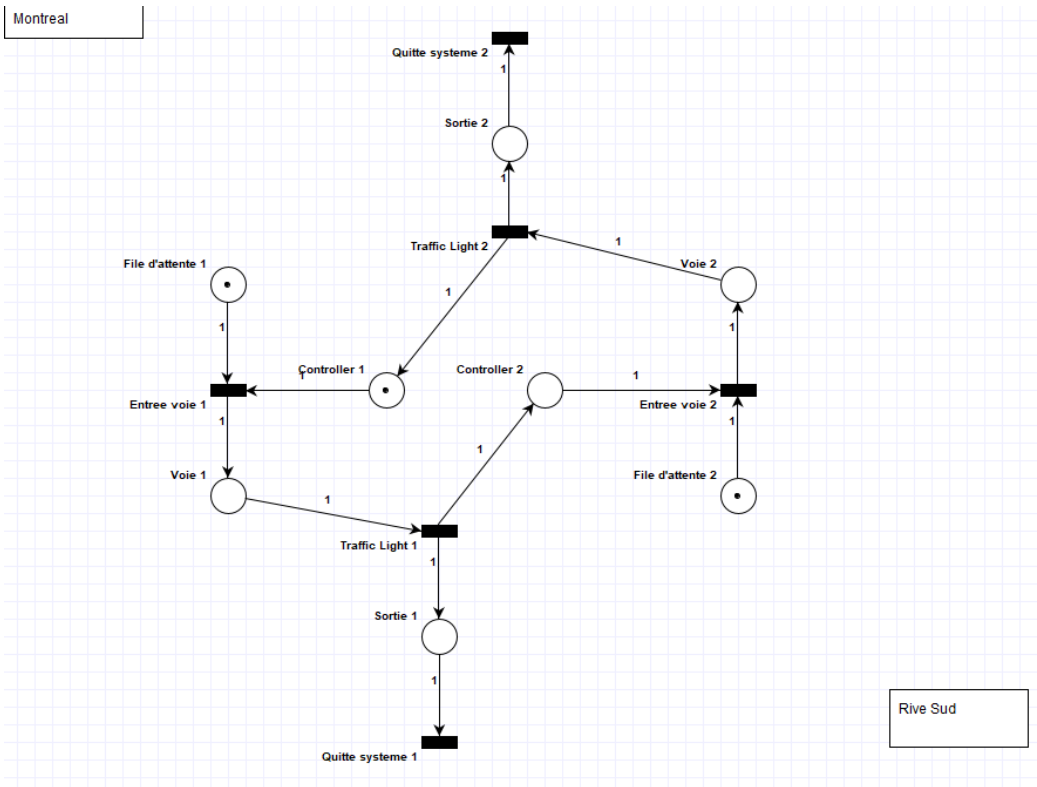 Montreal
Quitte systeme 2
1
Sortie 2
1
Traffic Light 2
1
Voie 2
File d'attente 1
1
1
1
Controller 1
1
Controller 2
1
Entree voie 1
Entree voie 2
1
1
1
Voie 1
File d'attente 2
1
Traffic Light 1
1
Sortie 1
1
Quitte systeme 1
Rive Sud